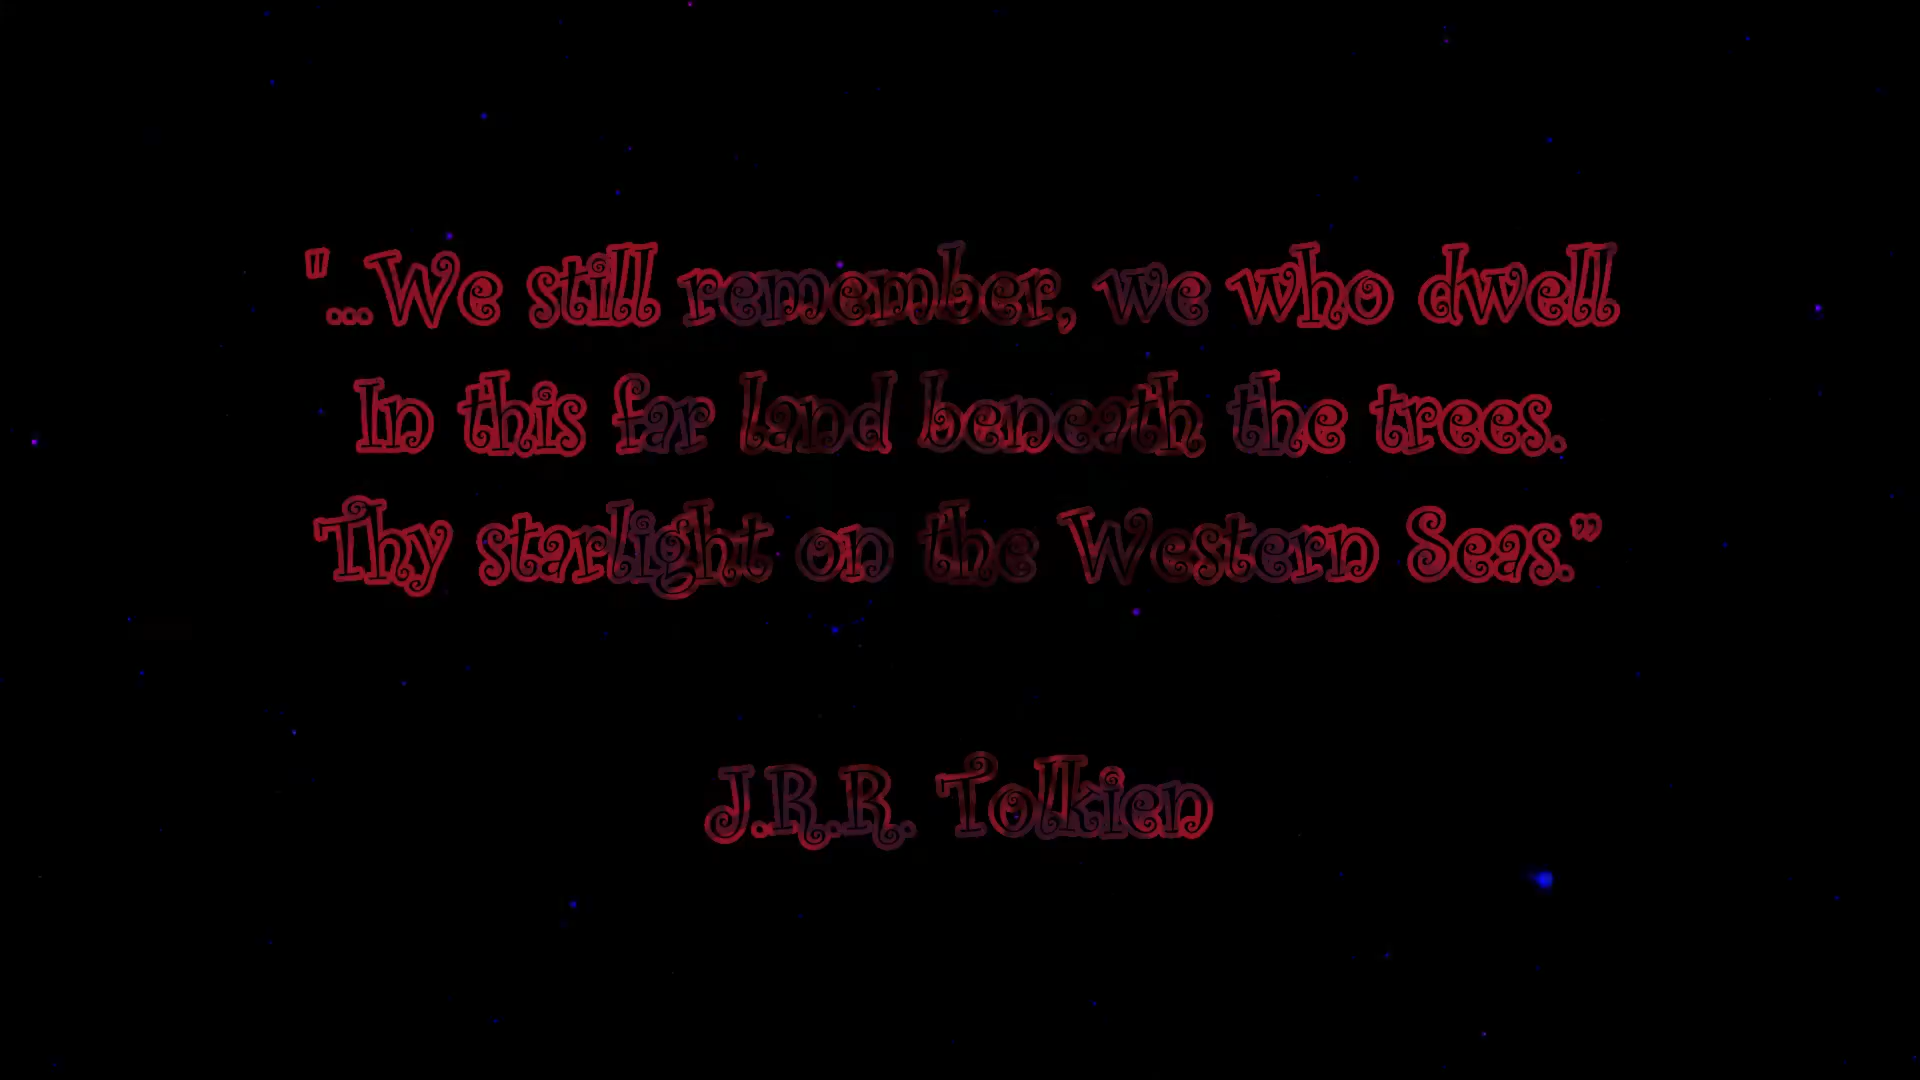 "...We still remember, we who dwell
In this far land beneath the trees.
Thy starlight on the Western Seas.”
J.R.R. Tolkien